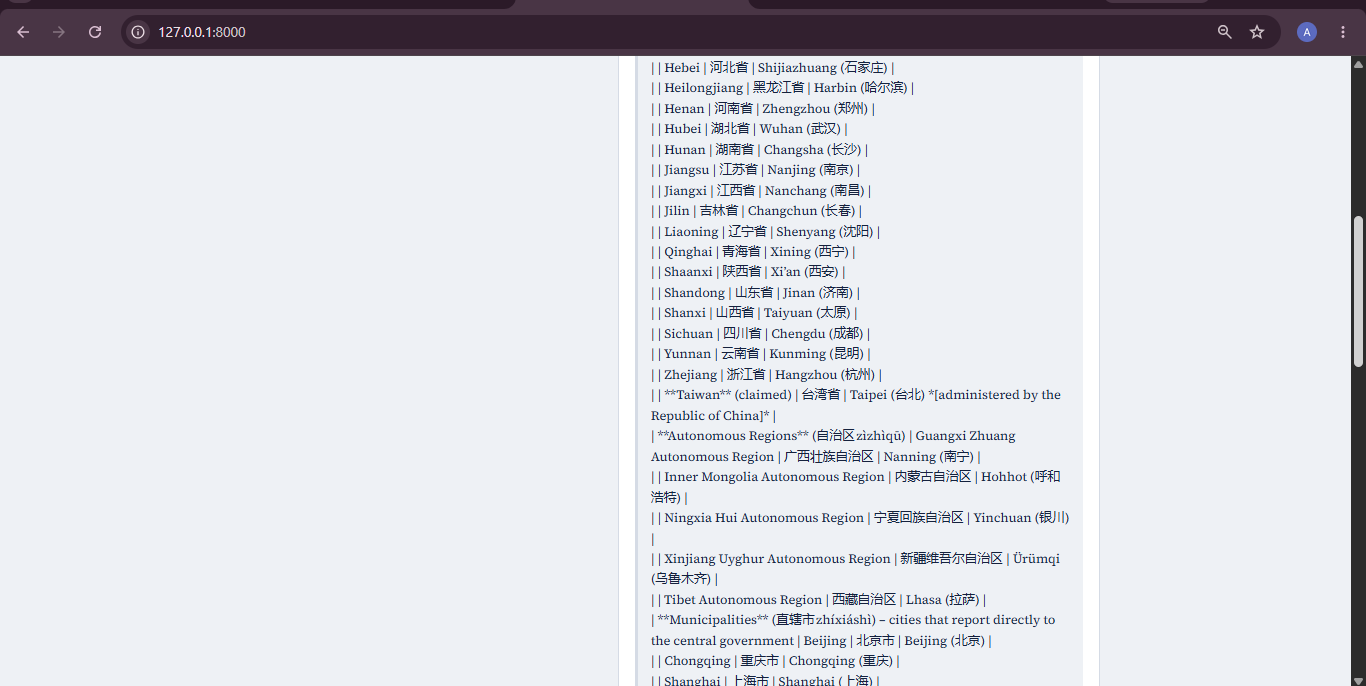 127.0.0.1:8000
A
| | Hebei | 河北省 | Shijiazhuang (石家庄) |
| | Heilongjiang | 黑龙江省 | Harbin (哈尔滨) |
| | Henan | 河南省 | Zhengzhou (郑州) |
| | Hubei | 湖北省 | Wuhan (武汉) |
| | Hunan | 湖南省 | Changsha (长沙) |
| | Jiangsu | 江苏省 | Nanjing (南京) |
| | Jiangxi | 江西省 | Nanchang (南昌) |
| | Jilin | 吉林省 | Changchun (长春) |
| | Liaoning | 辽宁省 | Shenyang (沈阳) |
| | Qinghai | 青海省 | Xining (西宁) |
| | Shaanxi | 陕西省 | Xi’an (西安) |
| | Shandong | 山东省 | Jinan (济南) |
| | Shanxi | 山西省 | Taiyuan (太原) |
| | Sichuan | 四川省 | Chengdu (成都) |
| | Yunnan | 云南省 | Kunming (昆明) |
| | Zhejiang | 浙江省 | Hangzhou (杭州) |
| | **Taiwan** (claimed) | 台湾省 | Taipei (台北) *[administered by the
Republic of China]* |
| **Autonomous Regions** (自治区 zìzhìqū) | Guangxi Zhuang
Autonomous Region | 广西壮族自治区 | Nanning (南宁) |
| | Inner Mongolia Autonomous Region | 内蒙古自治区 | Hohhot (呼和
浩特) |
| | Ningxia Hui Autonomous Region | 宁夏回族自治区 | Yinchuan (银川)
|
| | Xinjiang Uyghur Autonomous Region | 新疆维吾尔自治区 | Ürümqi
(乌鲁木齐) |
| | Tibet Autonomous Region | 西藏自治区 | Lhasa (拉萨) |
| **Municipalities** (直辖市 zhíxiáshì) – cities that report directly to
the central government | Beijing | 北京市 | Beijing (北京) |
| | Chongqing | 重庆市 | Chongqing (重庆) |
| | Shanghai | 上海市 | Shanghai (上海) |